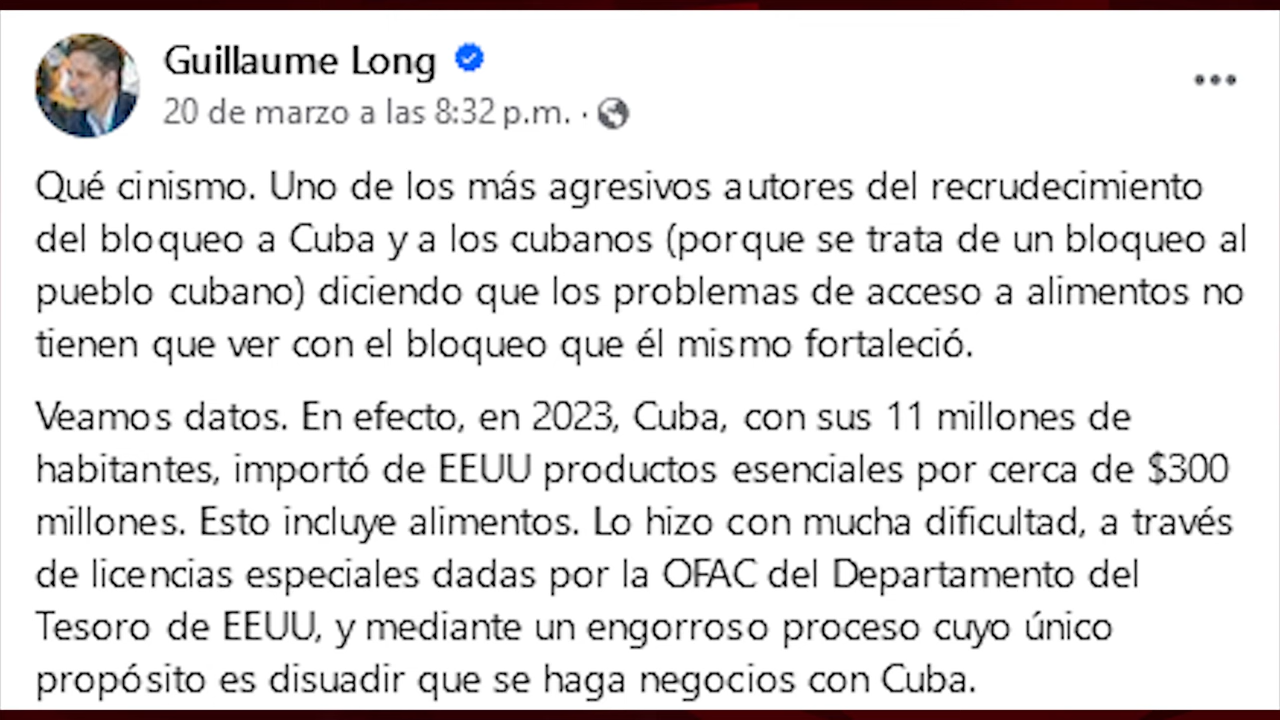 Guillaume Long
20 de marzo a las 8:32 p.m. ·
Qué cinismo. Uno de los más agresivos autores del recrudecimiento
del bloqueo a Cuba y a los cubanos (porque se trata de un bloqueo al
pueblo cubano) diciendo que los problemas de acceso a alimentos no
tienen que ver con el bloqueo que él mismo fortaleció.
Veamos datos. En efecto, en 2023, Cuba, con sus 11 millones de
habitantes, importó de EEUU productos esenciales por cerca de $300
millones. Esto incluye alimentos. Lo hizo con mucha dificultad, a través
de licencias especiales dadas por la OFAC del Departamento del
Tesoro de EEUU, y mediante un engorroso proceso cuyo único
propósito es disuadir que se haga negocios con Cuba.